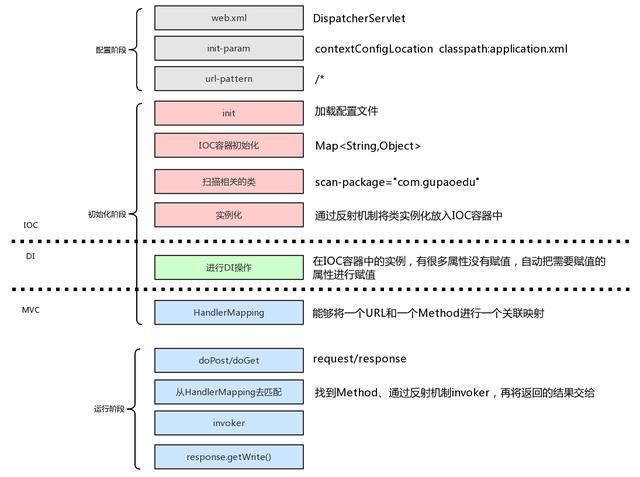 web.xml DispatcherServlet
配置阶段 init-param contextConfigLocation classpath:application.xml
url-pattern /*
init 加载配置文件
IOC容器初始化 Map<String,Object>
扫描相关的类 scan-package="com.gupaoedu"
初始化阶段 实例化 通过反射机制将类实例化放入IOC容器中
IOC
DI 进行DI操作 在IOC容器中的实例，有很多属性没有赋值，自动把需要赋值的
属性进行赋值
MVC HandlerMapping 能够将一个URL和一个Method进行一个关联映射
doPost/doGet request/response
从HandlerMapping去匹配 找到Method、通过反射机制invoker，再将返回的结果交给
运行阶段
invoker
response.getWrite()